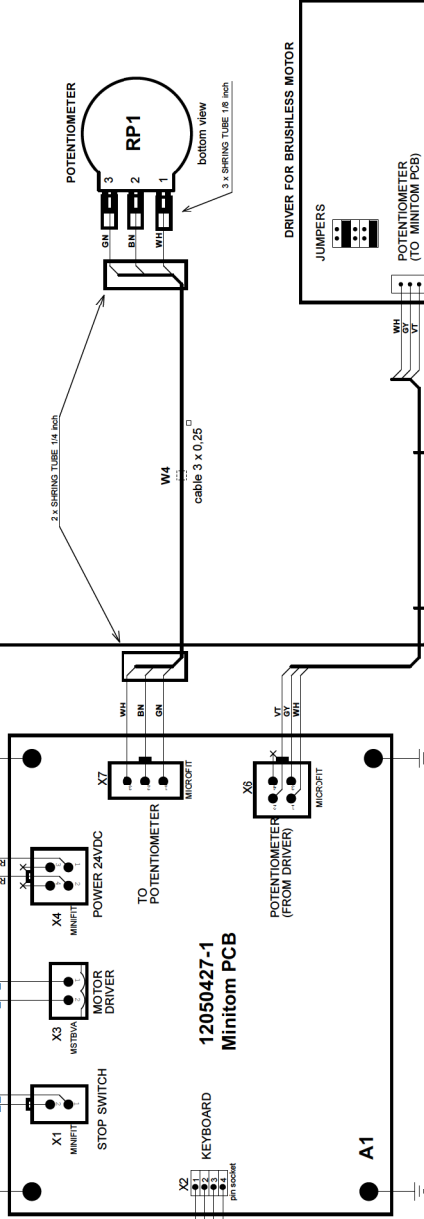 POTENTIOMETER
RP1
3
2
1
bottom view
3 x SHRING TUBE 1/8 inch
GN
BN
WH
DRIVER FOR BRUSHLESS MOTOR
JUMPERS
POTENTIOMETER
(TO MINITOM PCB)
WH
GY
VT
2 x SHRING TUBE 1/4 inch
W4
cable 3 x 0,25
WH
BN
GN
VT
GY
WH
X7
MICROFIT
TO
POTENTIOMETER
X6
MICROFIT
POTENTIOMETER
(FROM DRIVER)
X4
MINIFIT
POWER 24VDC
X3
MSTBVA
MOTOR
DRIVER
X1
MINIFIT
STOP SWITCH
12050427-1
Minitom PCB
X2
KEYBOARD
1
2
3
4
pin socket
A1